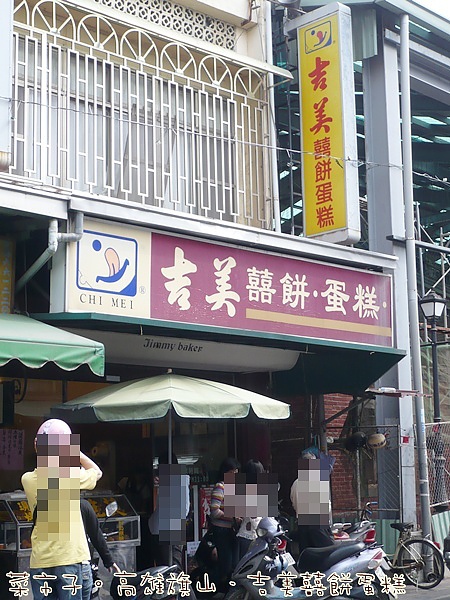 吉美囍餅蛋糕
吉美囍餅·蛋糕·
CHI MEI ®
Jimmy baker
菜市子。高雄旗山、吉美囍餅蛋糕